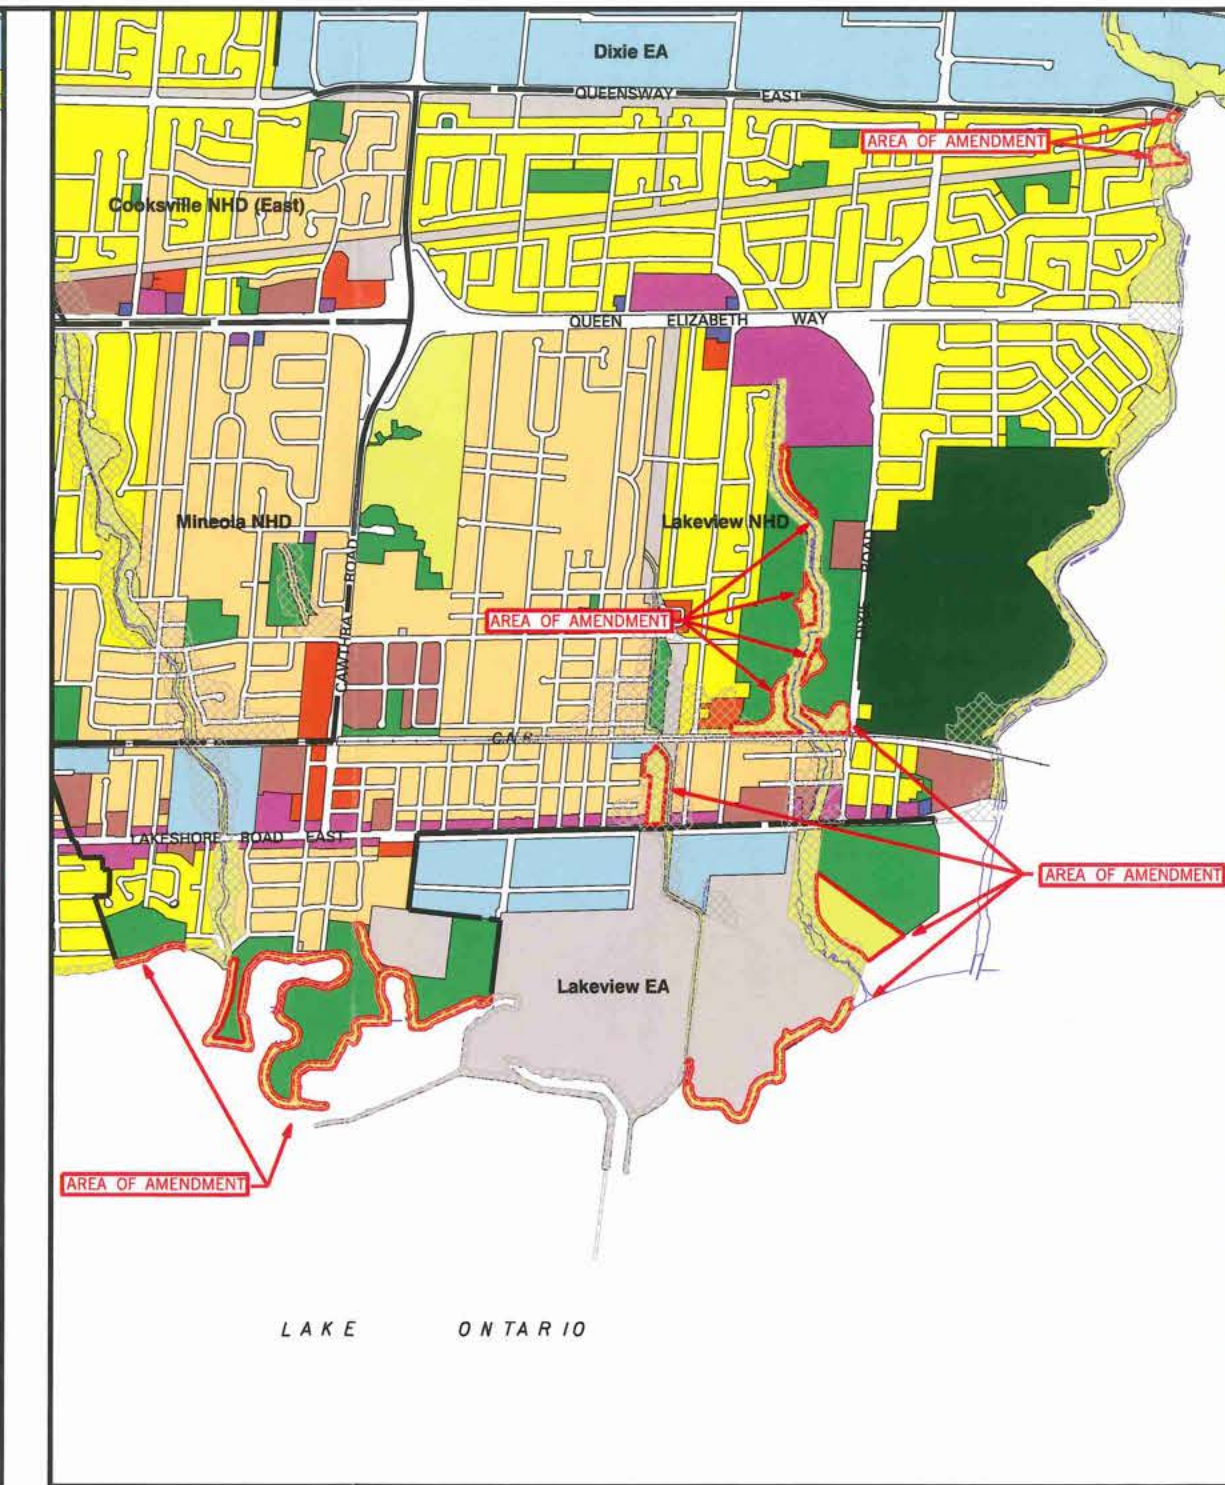 Dixie EA
QUEENSWAY EAST
AREA OF AMENDMENT
Cooksville NHD (East)
QUEEN ELIZABETH WAY
Mineola NHD
Lakeview NHD
CAWTHRA ROAD
DIXIE ROAD
AREA OF AMENDMENT
C.N.R.
LAKESHORE ROAD EAST
AREA OF AMENDMENT
Lakeview EA
AREA OF AMENDMENT
LAKE ONTARIO